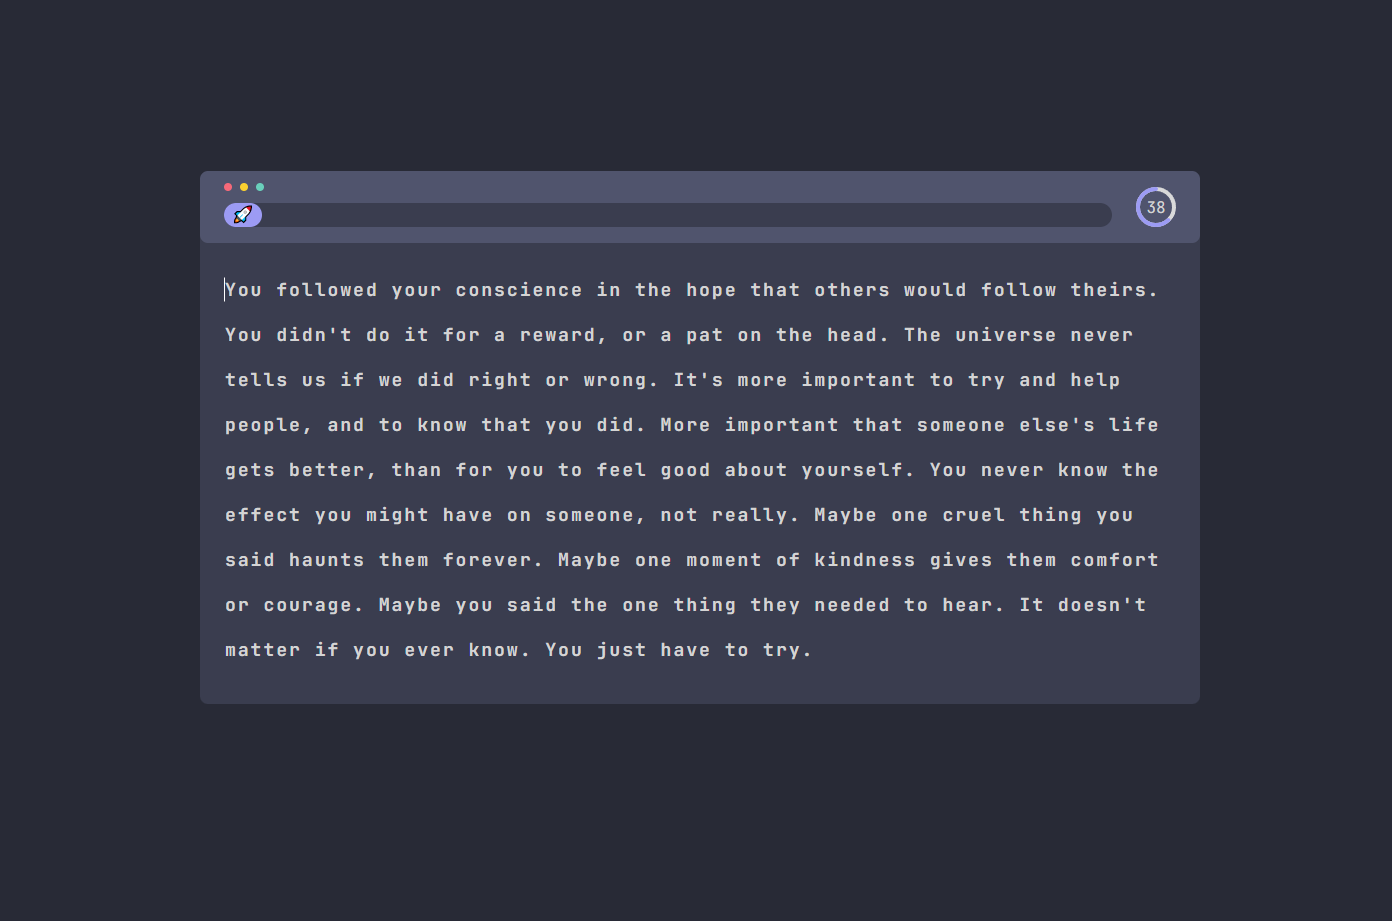 38
You followed your conscience in the hope that others would follow theirs.
You didn't do it for a reward, or a pat on the head. The universe never
tells us if we did right or wrong. It's more important to try and help
people, and to know that you did. More important that someone else's life
gets better, than for you to feel good about yourself. You never know the
effect you might have on someone, not really. Maybe one cruel thing you
said haunts them forever. Maybe one moment of kindness gives them comfort
or courage. Maybe you said the one thing they needed to hear. It doesn't
matter if you ever know. You just have to try.